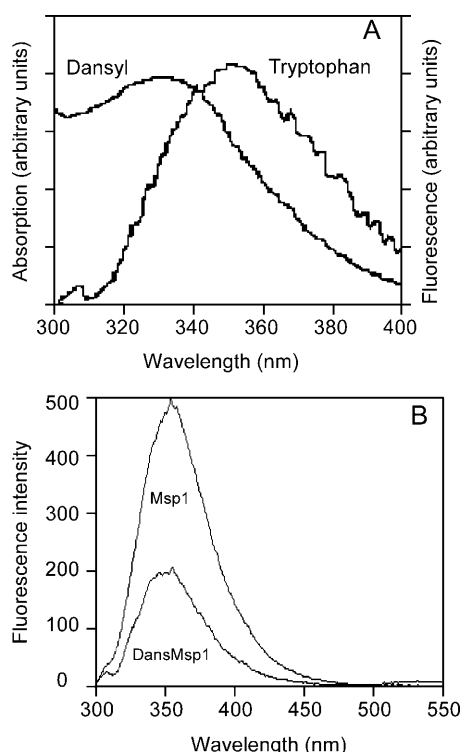 A
Dansyl Tryptophan
Absorption (arbitrary units)
Fluorescence (arbitrary units)
300 320 340 360 380 400
Wavelength (nm)
B
500
400
300
200
100
0
Fluorescence intensity
Msp1
DansMsp1
300 350 400 450 500 550
Wavelength (nm)